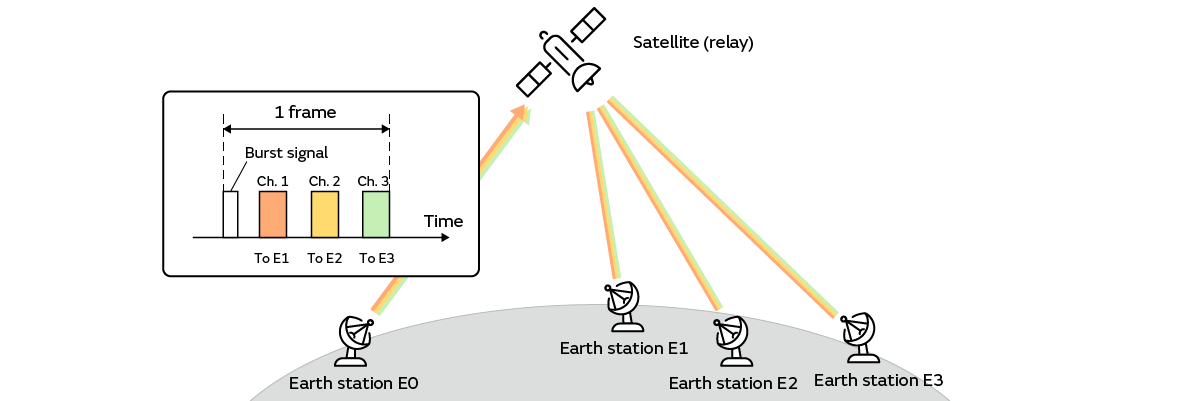 Satellite (relay)
1 frame
Burst signal
Ch. 1 Ch. 2 Ch. 3
Time
To E1 To E2 To E3
Earth station E1
Earth station E0 Earth station E2 Earth station E3